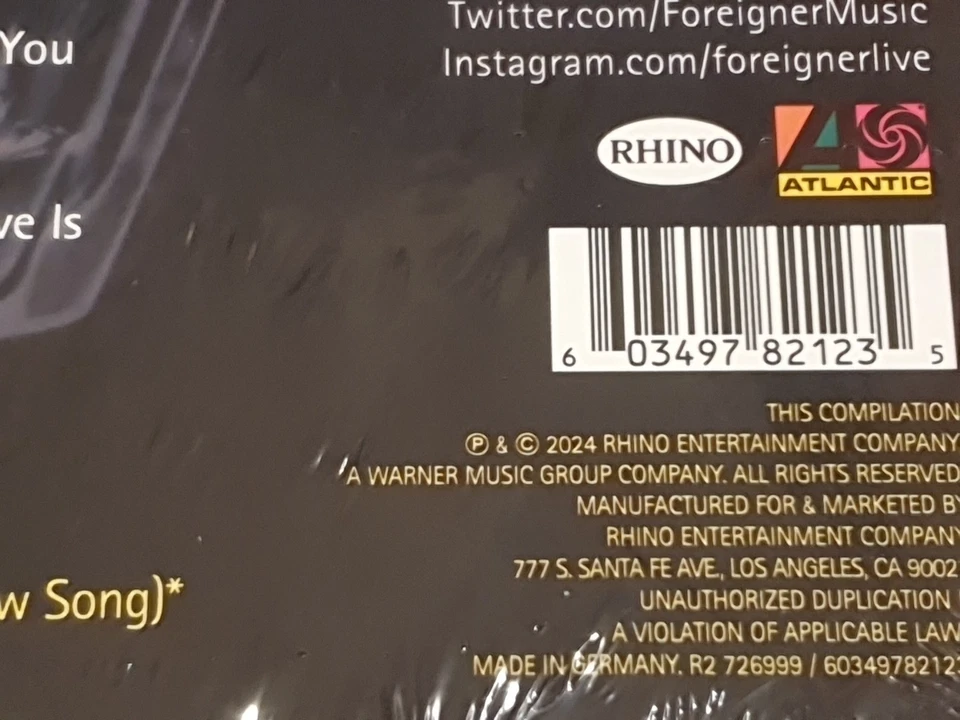 You
ve Is
w Song)*
Twitter.com/ForeignerMusic
Instagram.com/foreignerlive
RHINO
ATLANTIC
6 03497 82123 5
THIS COMPILATION
℗ & © 2024 RHINO ENTERTAINMENT COMPANY
A WARNER MUSIC GROUP COMPANY. ALL RIGHTS RESERVED
MANUFACTURED FOR & MARKETED BY
RHINO ENTERTAINMENT COMPANY
777 S. SANTA FE AVE., LOS ANGELES, CA 9002
UNAUTHORIZED DUPLICATION
A VIOLATION OF APPLICABLE LAW
MADE IN GERMANY. R2 726999 / 60349782123